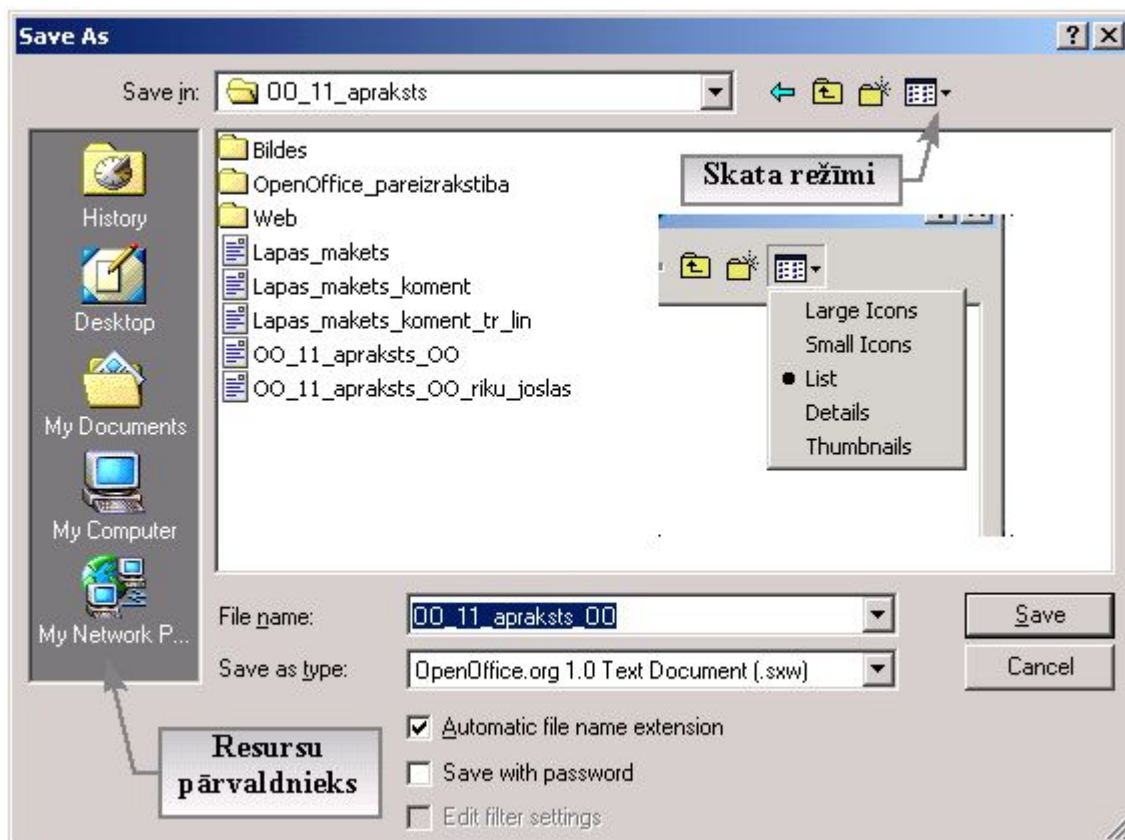 Save As
Save in: OO_11_apraksts
History
Desktop
My Documents
My Computer
My Network P...
Bildes
OpenOffice_pareizrakstiba
Web
Lapas_makets
Lapas_makets_koment
Lapas_makets_koment_tr_lin
OO_11_apraksts_OO
OO_11_apraksts_OO_riku_joslas
Skata režīmi
Large Icons
Small Icons
List
Details
Thumbnails
File name: OO_11_apraksts_OO
Save
Save as type: OpenOffice.org 1.0 Text Document (.sxw)
Cancel
Automatic file name extension
Save with password
Edit filter settings
Resursu
pārvaldnieks